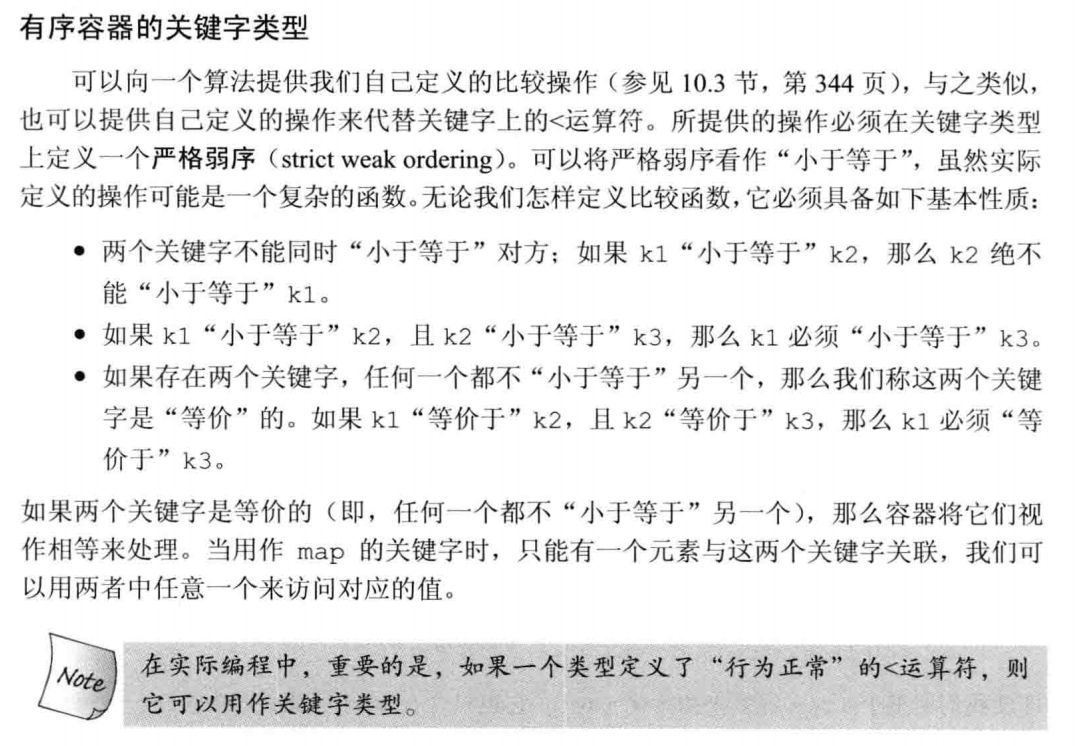 有序容器的关键字类型
可以向一个算法提供我们自己定义的比较操作（参见 10.3 节，第 344 页），与之类似，
也可以提供自己定义的操作来代替关键字上的<运算符。所提供的操作必须在关键字类型
上定义一个严格弱序（strict weak ordering）。可以将严格弱序看作“小于等于”，虽然实际
定义的操作可能是一个复杂的函数。无论我们怎样定义比较函数，它必须具备如下基本性质：
● 两个关键字不能同时“小于等于”对方；如果 k1“小于等于”k2，那么 k2 绝不
能“小于等于”k1。
● 如果 k1“小于等于”k2，且 k2“小于等于”k3，那么 k1 必须“小于等于”k3。
● 如果存在两个关键字，任何一个都不“小于等于”另一个，那么我们称这两个关键
字是“等价”的。如果 k1“等价于”k2，且 k2“等价于”k3，那么 k1 必须“等
价于”k3。
如果两个关键字是等价的（即，任何一个都不“小于等于”另一个），那么容器将它们视
作相等来处理。当用作 map 的关键字时，只能有一个元素与这两个关键字关联，我们可
以用两者中任意一个来访问对应的值。
Note
在实际编程中，重要的是，如果一个类型定义了“行为正常”的<运算符，则
它可以用作关键字类型。